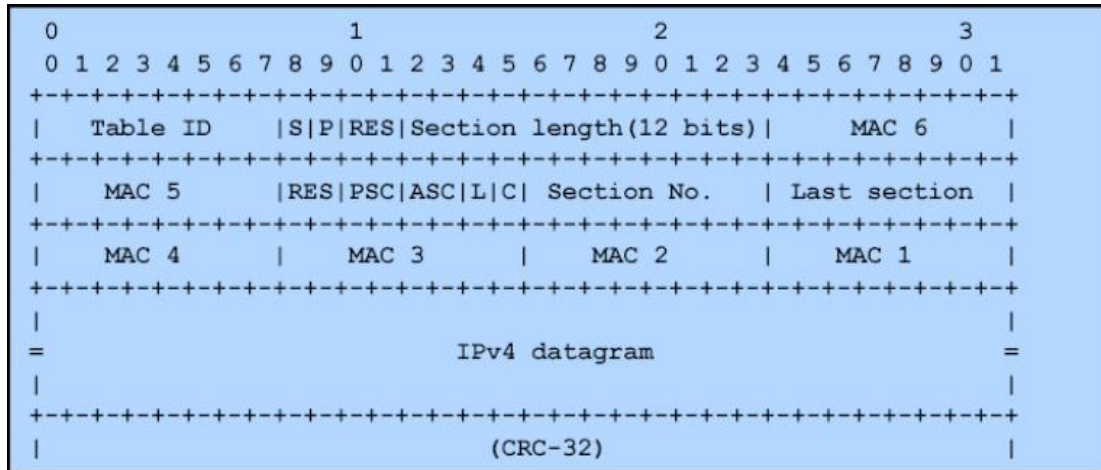 0                   1                   2                   3
 0 1 2 3 4 5 6 7 8 9 0 1 2 3 4 5 6 7 8 9 0 1 2 3 4 5 6 7 8 9 0 1
+-+-+-+-+-+-+-+-+-+-+-+-+-+-+-+-+-+-+-+-+-+-+-+-+-+-+-+-+-+-+-+-+
|   Table ID    |S|P|RES|Section length(12 bits)|     MAC 6     |
+-+-+-+-+-+-+-+-+-+-+-+-+-+-+-+-+-+-+-+-+-+-+-+-+-+-+-+-+-+-+-+-+
|    MAC 5      |RES|PSC|ASC|L|C| Section No.   | Last section  |
+-+-+-+-+-+-+-+-+-+-+-+-+-+-+-+-+-+-+-+-+-+-+-+-+-+-+-+-+-+-+-+-+
|    MAC 4      |    MAC 3      |    MAC 2      |    MAC 1      |
+-+-+-+-+-+-+-+-+-+-+-+-+-+-+-+-+-+-+-+-+-+-+-+-+-+-+-+-+-+-+-+-+
|                                                               |
=                           IPv4 datagram                       =
|                                                               |
+-+-+-+-+-+-+-+-+-+-+-+-+-+-+-+-+-+-+-+-+-+-+-+-+-+-+-+-+-+-+-+-+
|                             (CRC-32)                          |